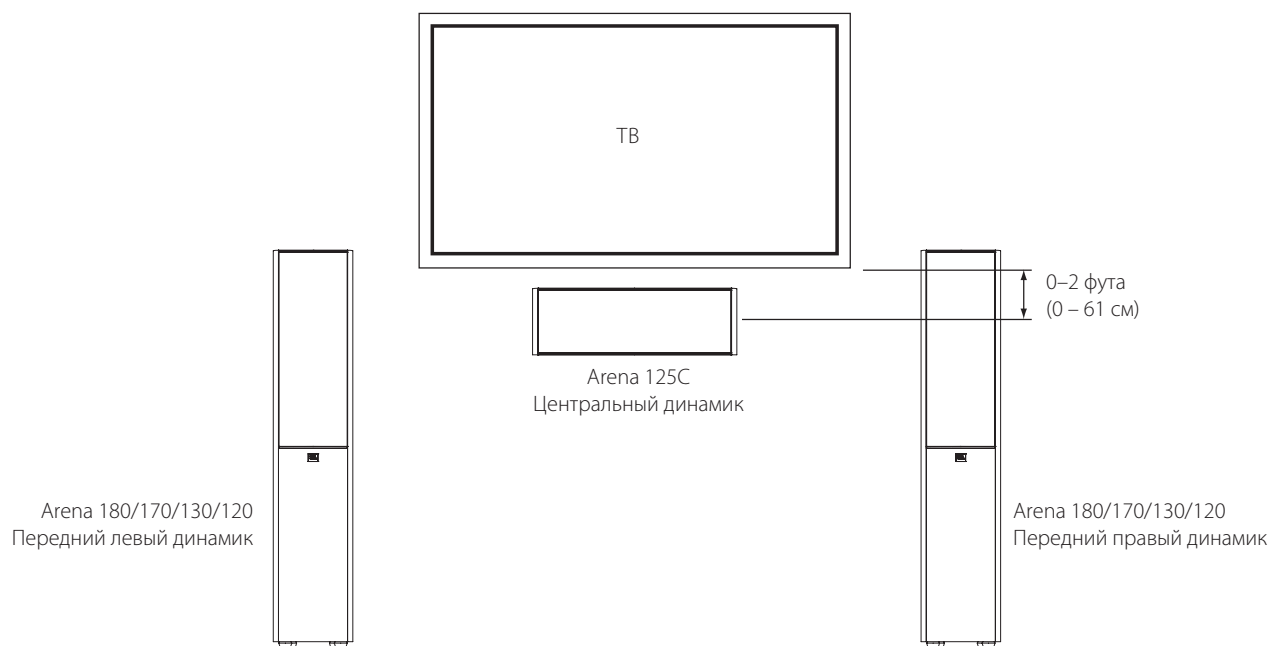 ТВ
0–2 фута
(0 – 61 см)
Arena 125C
Центральный динамик
Arena 180/170/130/120
Передний левый динамик
Arena 180/170/130/120
Передний правый динамик